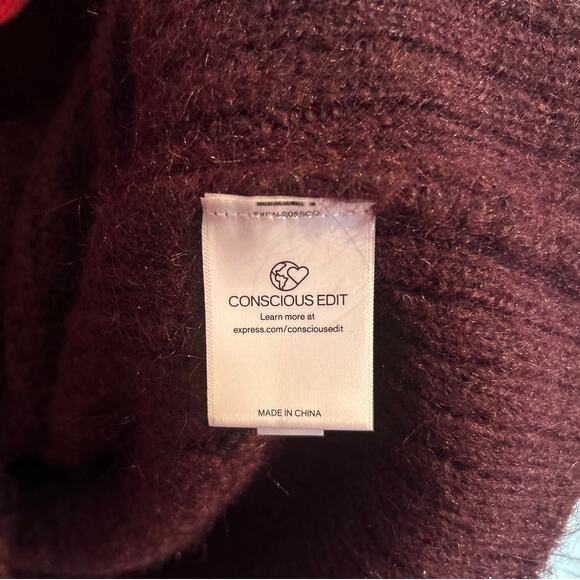 CONSCIOUS EDIT
Learn more at
express.com/consciousedit
MADE IN CHINA